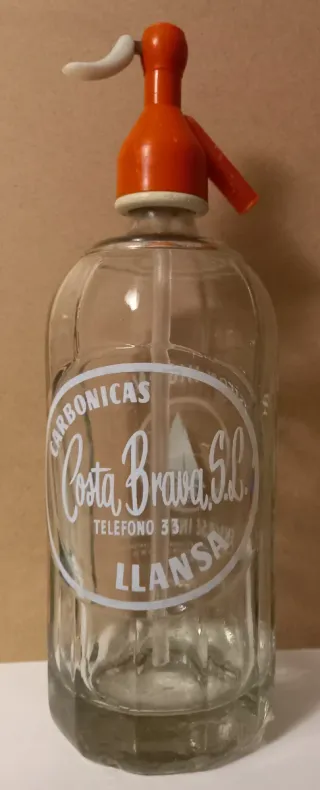 CARBONICAS
Costa Brava, S.L.
TELEFONO 33
LLANSA